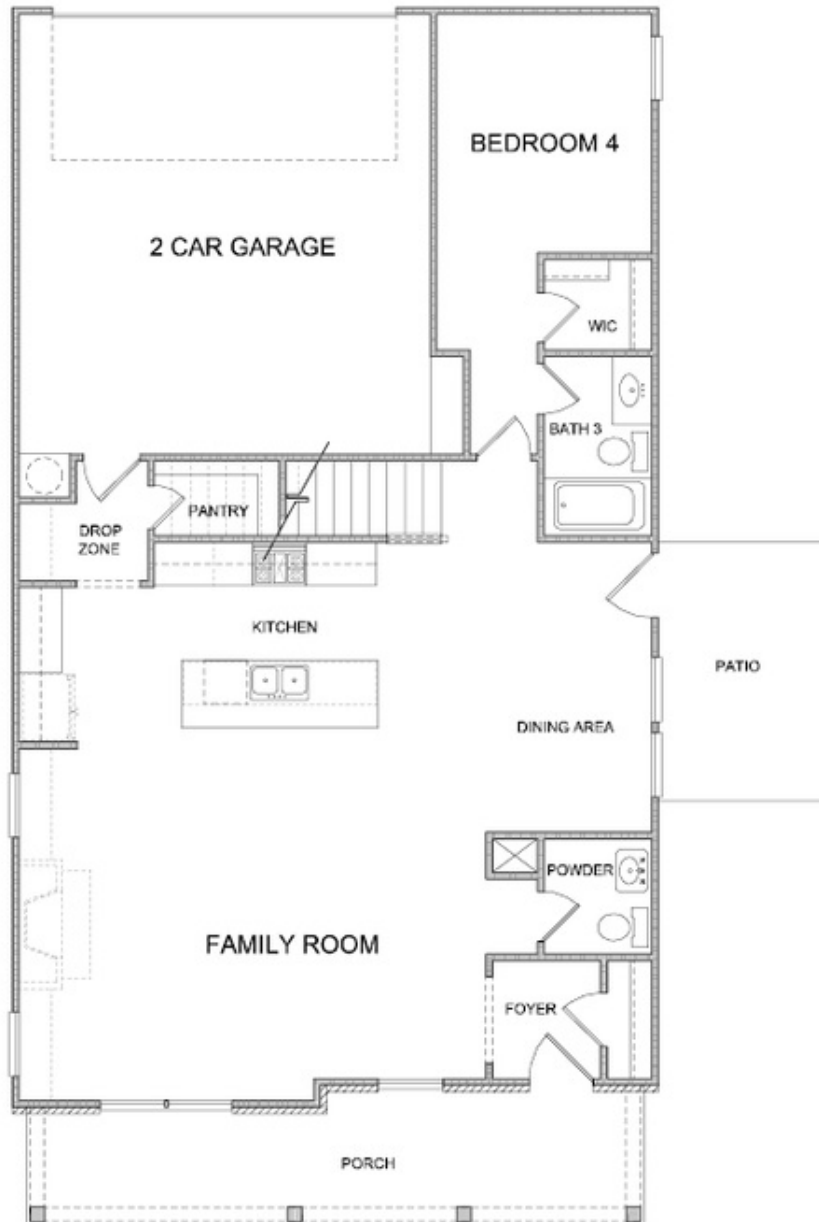 BEDROOM 4
2 CAR GARAGE
WIC
BATH 3
PANTRY
DROP
ZONE
KITCHEN
PATIO
DINING AREA
POWDER
FAMILY ROOM
FOYER
PORCH